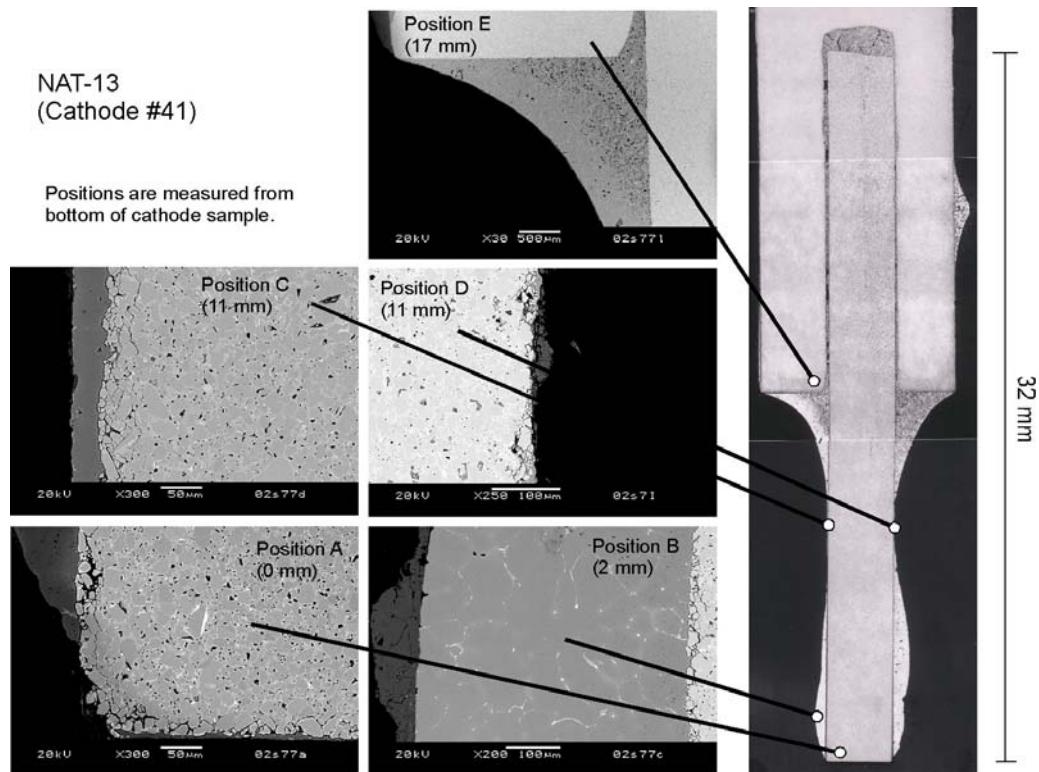 NAT-13
(Cathode #41)
Positions are measured from
bottom of cathode sample.
Position E
(17 mm)
20kV X30 500µm 02s77l
Position C
(11 mm)
20kV X300 50µm 02s77d
Position D
(11 mm)
20kV X250 100µm 02s7l
Position A
(0 mm)
20kV X300 50µm 02s77a
Position B
(2 mm)
20kV X200 100µm 02s77c
32 mm